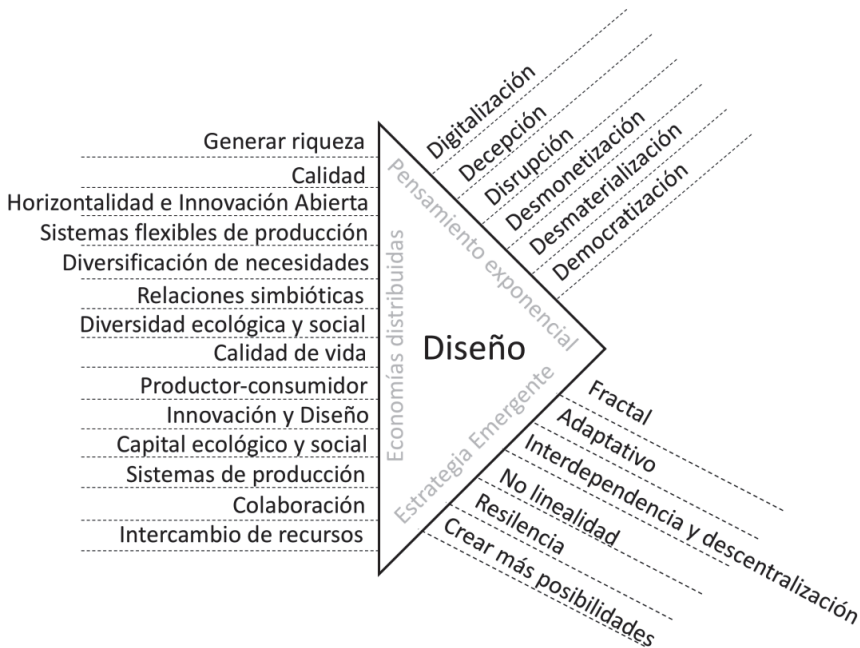 Generar riqueza
Calidad
Horizontalidad e Innovación Abierta
Sistemas flexibles de producción
Diversificación de necesidades
Relaciones simbióticas
Diversidad ecológica y social
Calidad de vida
Productor-consumidor
Innovación y Diseño
Capital ecológico y social
Sistemas de producción
Colaboración
Intercambio de recursos
Economías distribuidas
Diseño
Pensamiento exponencial
Estrategia Emergente
Digitalización
Decepción
Disrupción
Desmonetización
Desmaterialización
Democratización
Fractal
Adaptativo
Interdependencia y descentralización
No linealidad
Resilencia
Crear más posibilidades